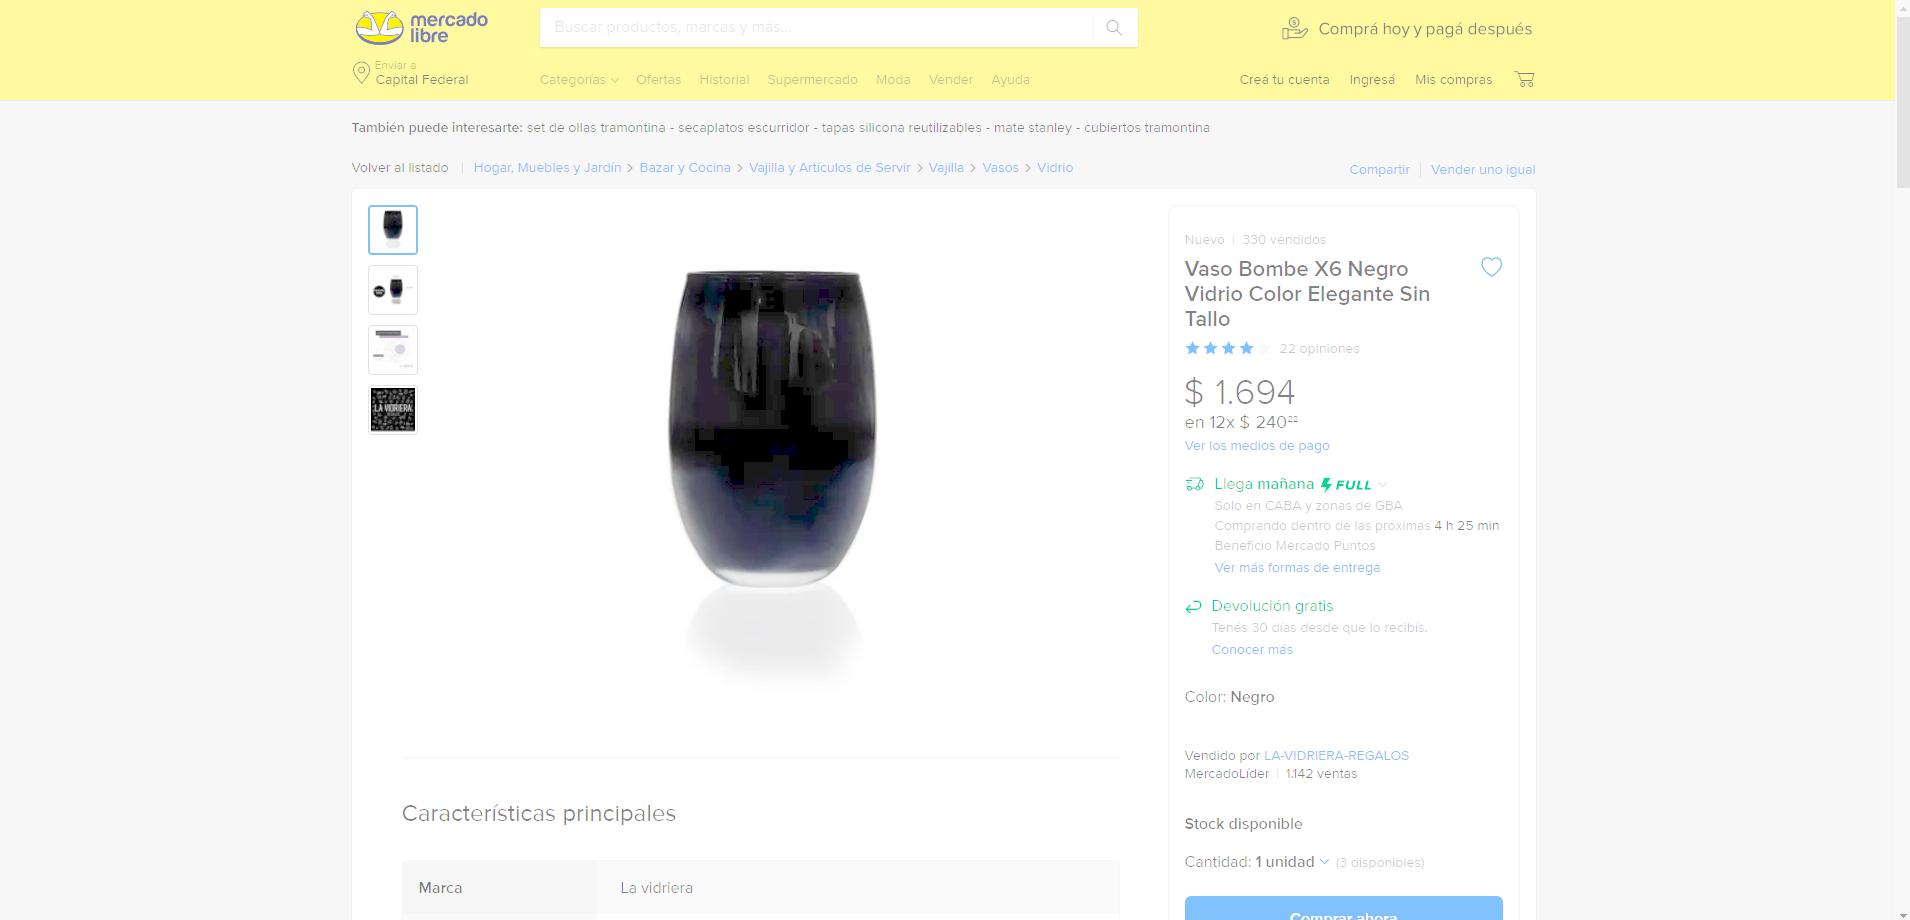 mercado
libre
Buscar productos, marcas y más...
Comprá hoy y pagá después
Enviar a
Capital Federal
Categorías Ofertas Historial Supermercado Moda Vender Ayuda
Creá tu cuenta Ingresá Mis compras
También puede interesarte: set de ollas tramontina - secaplatos escurridor - tapas silicona reutilizables - mate stanley - cubiertos tramontina
Volver al listado | Hogar, Muebles y Jardín > Bazar y Cocina > Vajilla y Artículos de Servir > Vajilla > Vasos > Vidrio
Compartir | Vender uno igual
LA VIDRIERA
Nuevo | 330 vendidos
Vaso Bombe X6 Negro
Vidrio Color Elegante Sin
Tallo
22 opiniones
$ 1.694
en 12x $ 240²²
Ver los medios de pago
Llega mañana FULL
Solo en CABA y zonas de GBA
Comprando dentro de las próximas 4 h 25 min
Beneficio Mercado Puntos
Ver más formas de entrega
Devolución gratis
Tenés 30 días desde que lo recibís.
Conocer más
Color: Negro
Vendido por LA-VIDRIERA-REGALOS
MercadoLíder | 1.142 ventas
Stock disponible
Cantidad: 1 unidad (3 disponibles)
Comprar ahora
Características principales
Marca La vidriera